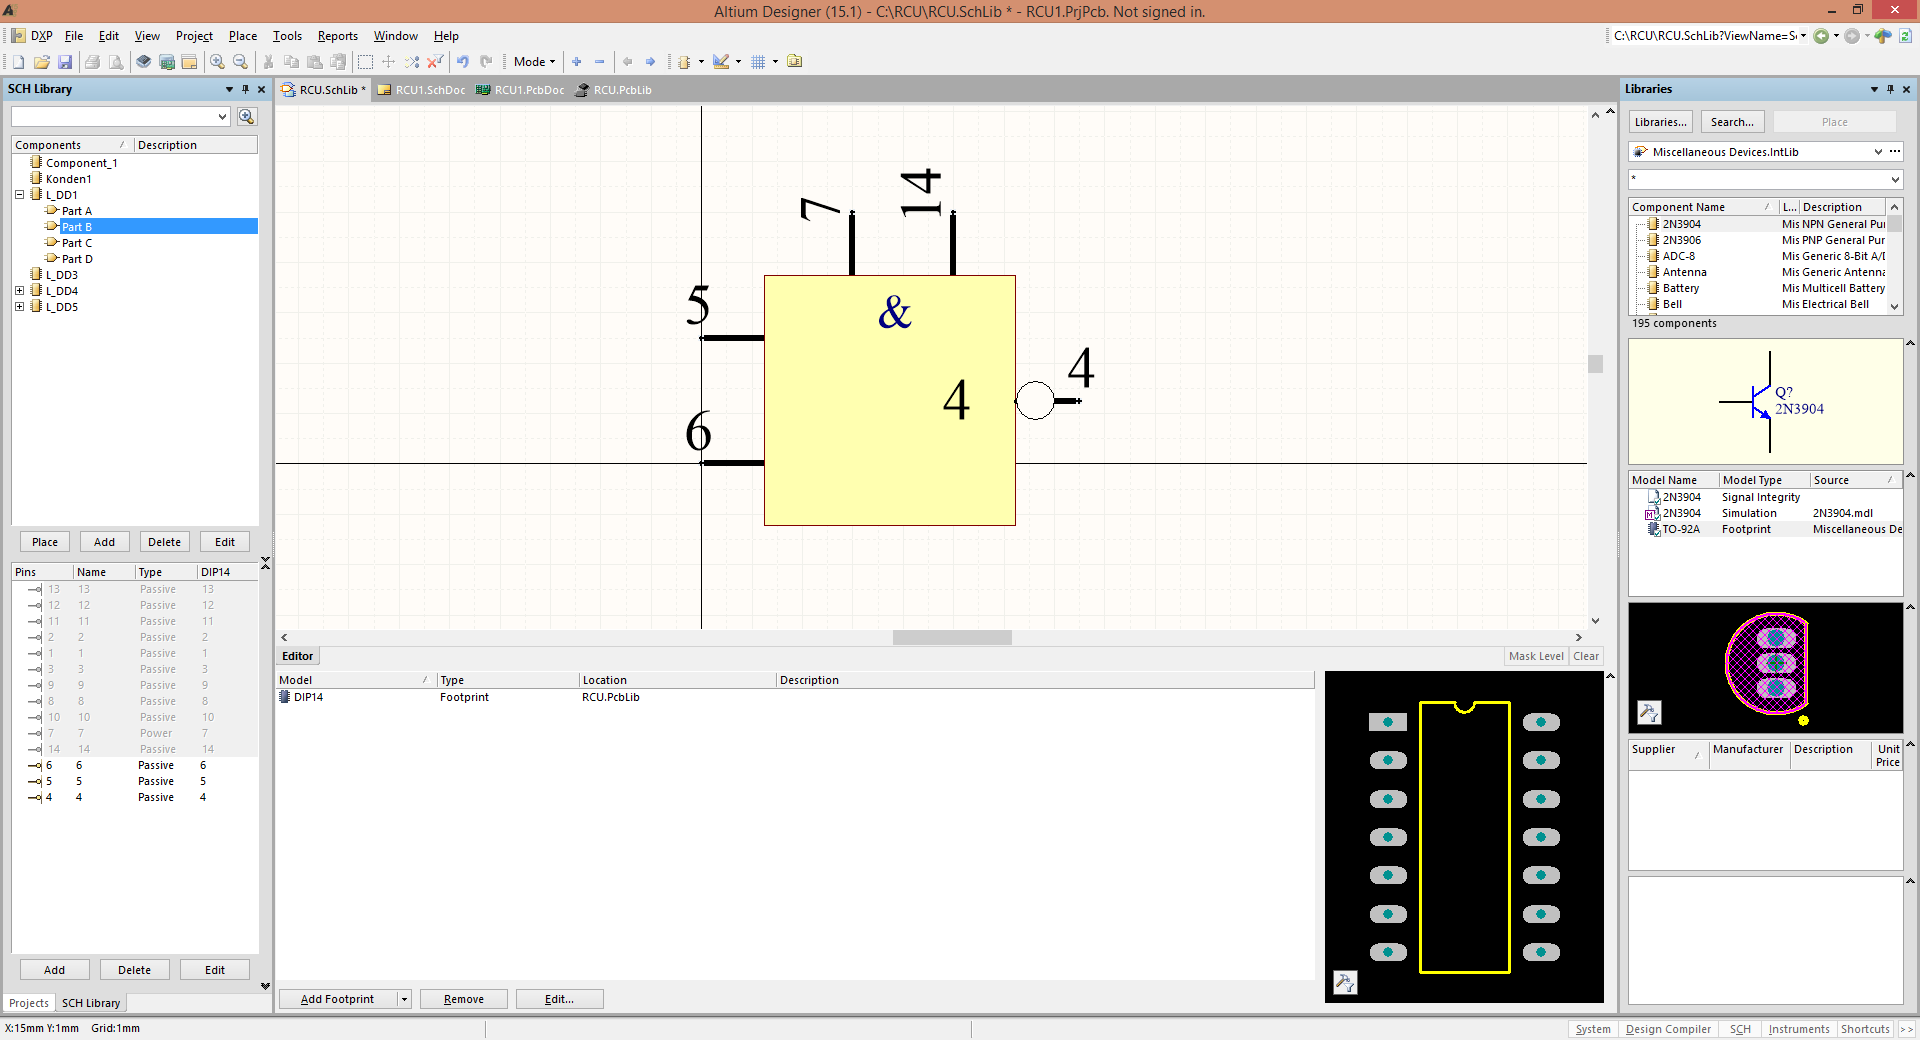 Altium Designer (15.1) - C:\RCU\RCU.SchLib * - RCU1.PrjPcb. Not signed in.
DXP File Edit View Project Place Tools Reports Window Help
C:\RCU\RCU.SchLib?ViewName=S
Mode
SCH Library
RCU.SchLib *
RCU1.SchDoc
RCU1.PcbDoc
RCU.PcbLib
Components Description
Component_1
Konden1
L_DD1
Part A
Part B
Part C
Part D
L_DD3
L_DD4
L_DD5
Place Add Delete Edit
Pins Name Type DIP14
13 13 Passive 13
12 12 Passive 12
11 11 Passive 11
2 2 Passive 2
1 1 Passive 1
3 3 Passive 3
9 9 Passive 9
8 8 Passive 8
10 10 Passive 10
7 7 Power 7
14 14 Passive 14
6 6 Passive 6
5 5 Passive 5
4 4 Passive 4
Add Delete Edit
Projects SCH Library
7 14
5
&
4
4
6
Editor
Mask Level Clear
Model Type Location Description
DIP14 Footprint RCU.PcbLib
Add Footprint Remove Edit...
Libraries
Libraries... Search... Place
Miscellaneous Devices.IntLib ...
*
Component Name L... Description
2N3904 Mis NPN General Pur
2N3906 Mis PNP General Pur
ADC-8 Mis Generic 8-Bit A/D
Antenna Mis Generic Antenna
Battery Mis Multicell Battery
Bell Mis Electrical Bell
195 components
Q?
2N3904
Model Name Model Type Source
2N3904 Signal Integrity
2N3904 Simulation 2N3904.mdl
TO-92A Footprint Miscellaneous De
Supplier Manufacturer Description Unit Price
X:15mm Y:1mm Grid:1mm
System Design Compiler SCH Instruments Shortcuts >>